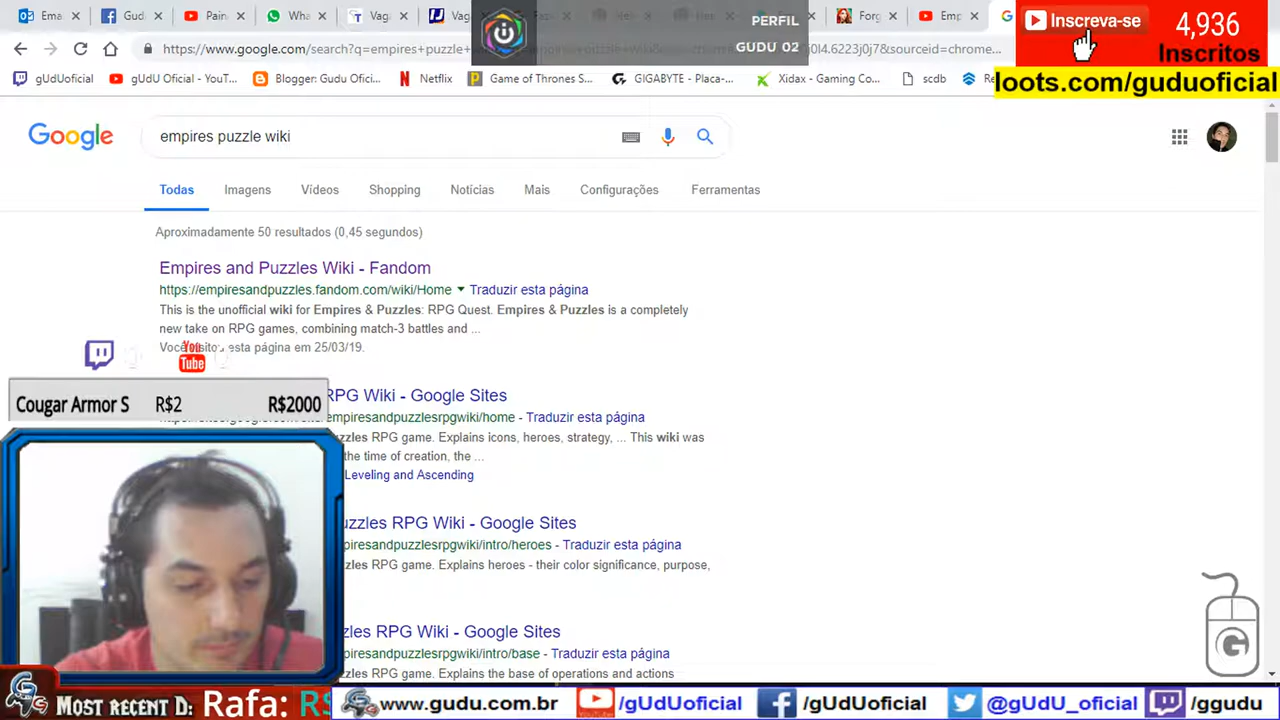 Ema
Gudu
Pain
Wha
Vag
Vag
Forg
Emp
PERFIL
GUDU 02
Inscreva-se
4,936
Inscritos
loots.com/guduoficial
https://www.google.com/search?q=empires+puzzle+
0j0l4.6223j0j7&sourceid=chrome...
gUdUoficial
gUdU Oficial - YouT...
Blogger: Gudu Ofici...
Netflix
Game of Thrones S...
GIGABYTE - Placa-...
Xidax - Gaming Co...
scdb
Google
empires puzzle wiki
Todas
Imagens
Vídeos
Shopping
Notícias
Mais
Configurações
Ferramentas
Aproximadamente 50 resultados (0,45 segundos)
Empires and Puzzles Wiki - Fandom
https://empiresandpuzzles.fandom.com/wiki/Home
Traduzir esta página
This is the unofficial wiki for Empires & Puzzles: RPG Quest. Empires & Puzzles is a completely
new take on RPG games, combining match-3 battles and ...
esta página em 25/03/19.
You
Tube
Cougar Armor S R$2 R$2000
RPG Wiki - Google Sites
empiresandpuzzlesrpgwiki/home - Traduzir esta página
zzles RPG game. Explains icons, heroes, strategy, ... This wiki was
the time of creation, the ...
Leveling and Ascending
uzzles RPG Wiki - Google Sites
piresandpuzzlesrpgwiki/intro/heroes - Traduzir esta página
zzles RPG game. Explains heroes - their color significance, purpose,
zles RPG Wiki - Google Sites
piresandpuzzlesrpgwiki/intro/base - Traduzir esta página
zzles RPG game. Explains the base of operations and actions
Most recent D: Rafa: R$
www.gudu.com.br
/gUdUoficial
/gUdUoficial
@gUdU_oficial
/ggudu